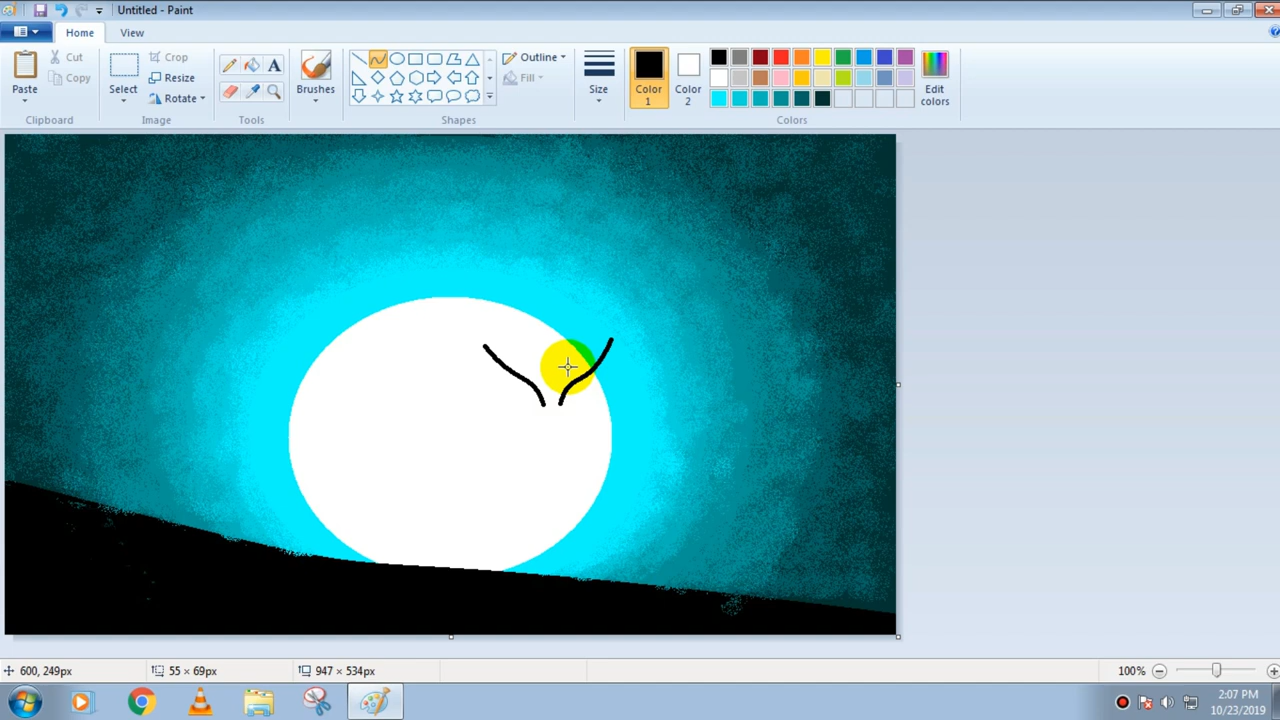 Untitled - Paint
Home
View
Paste
Cut
Copy
Clipboard
Select
Crop
Resize
Rotate
Image
A
Tools
Brushes
Outline
Fill
Shapes
Size
Color 1
Color 2
Edit colors
Colors
600, 249px
55 × 69px
947 × 534px
100%
2:07 PM
10/23/2019